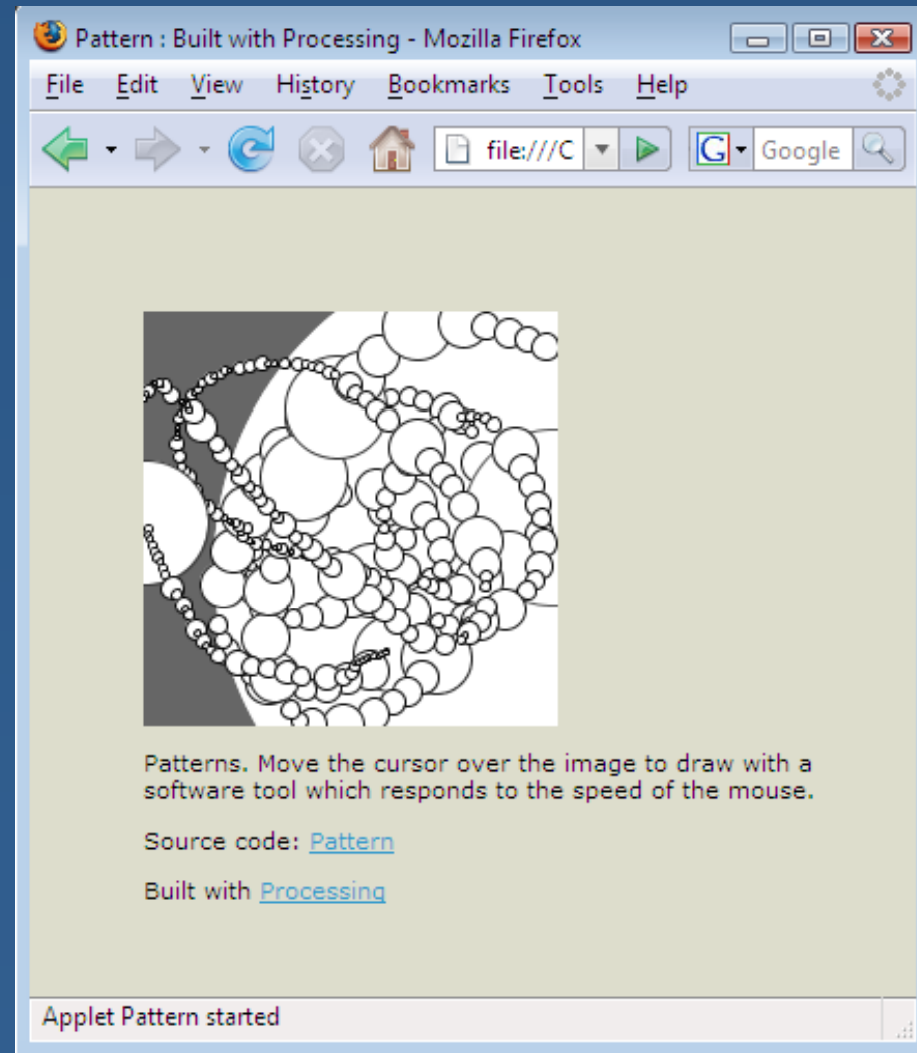 Pattern : Built with Processing - Mozilla Firefox
File Edit View History Bookmarks Tools Help
file:///C G Google
Patterns. Move the cursor over the image to draw with a
software tool which responds to the speed of the mouse.
Source code: Pattern
Built with Processing
Applet Pattern started